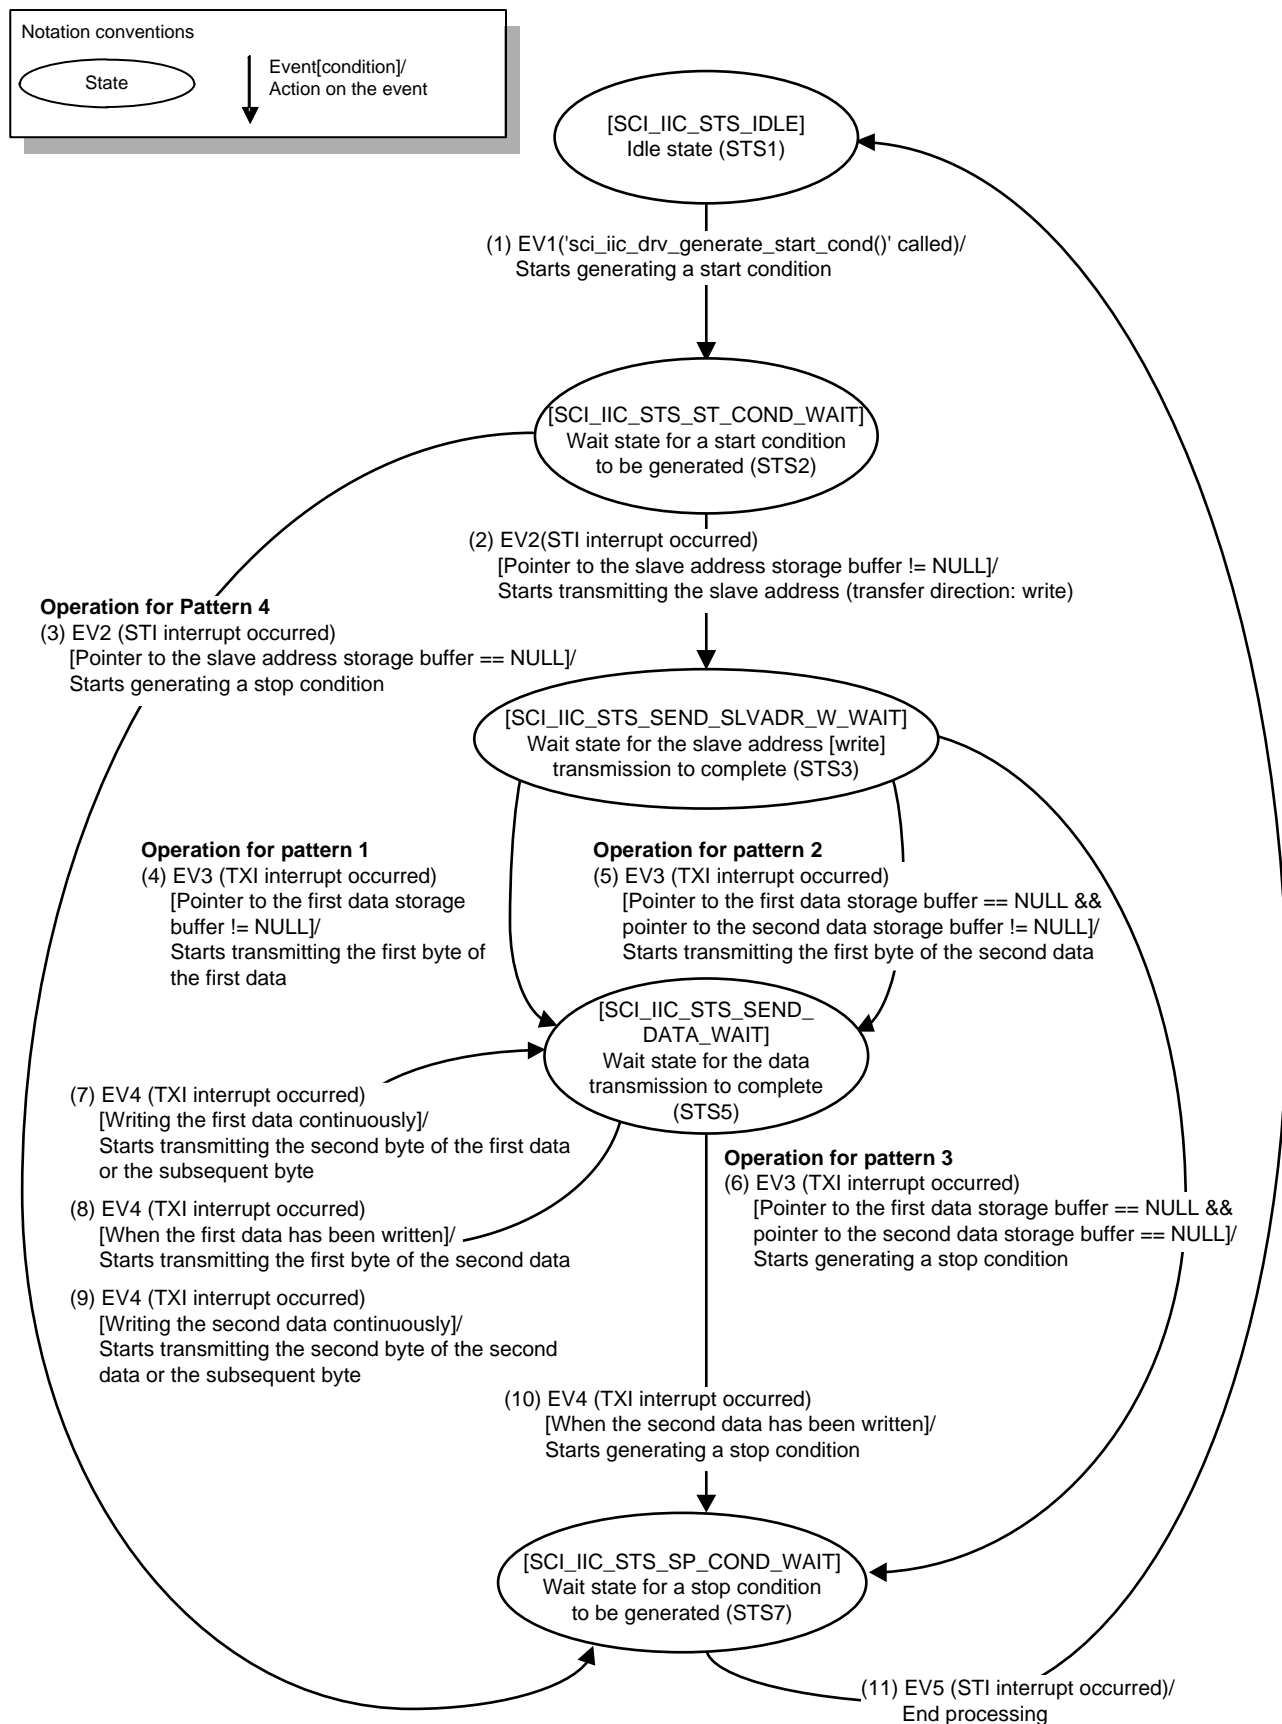 Notation conventions
State
Event[condition]/
Action on the event
[SCI_IIC_STS_IDLE]
Idle state (STS1)
(1) EV1('sci_iic_drv_generate_start_cond()' called)/
Starts generating a start condition
[SCI_IIC_STS_ST_COND_WAIT]
Wait state for a start condition
to be generated (STS2)
(2) EV2(STI interrupt occurred)
[Pointer to the slave address storage buffer != NULL]/
Starts transmitting the slave address (transfer direction: write)
Operation for Pattern 4
(3) EV2 (STI interrupt occurred)
[Pointer to the slave address storage buffer == NULL]/
Starts generating a stop condition
[SCI_IIC_STS_SEND_SLVADR_W_WAIT]
Wait state for the slave address [write]
transmission to complete (STS3)
Operation for pattern 1
(4) EV3 (TXI interrupt occurred)
[Pointer to the first data storage
buffer != NULL]/
Starts transmitting the first byte of
the first data
Operation for pattern 2
(5) EV3 (TXI interrupt occurred)
[Pointer to the first data storage buffer == NULL &&
pointer to the second data storage buffer != NULL]/
Starts transmitting the first byte of the second data
[SCI_IIC_STS_SEND_
DATA_WAIT]
Wait state for the data
transmission to complete
(STS5)
(7) EV4 (TXI interrupt occurred)
[Writing the first data continuously]/
Starts transmitting the second byte of the first data
or the subsequent byte
Operation for pattern 3
(6) EV3 (TXI interrupt occurred)
[Pointer to the first data storage buffer == NULL &&
pointer to the second data storage buffer == NULL]/
Starts generating a stop condition
(8) EV4 (TXI interrupt occurred)
[When the first data has been written]/
Starts transmitting the first byte of the second data
(9) EV4 (TXI interrupt occurred)
[Writing the second data continuously]/
Starts transmitting the second byte of the second
data or the subsequent byte
(10) EV4 (TXI interrupt occurred)
[When the second data has been written]/
Starts generating a stop condition
[SCI_IIC_STS_SP_COND_WAIT]
Wait state for a stop condition
to be generated (STS7)
(11) EV5 (STI interrupt occurred)/
End processing